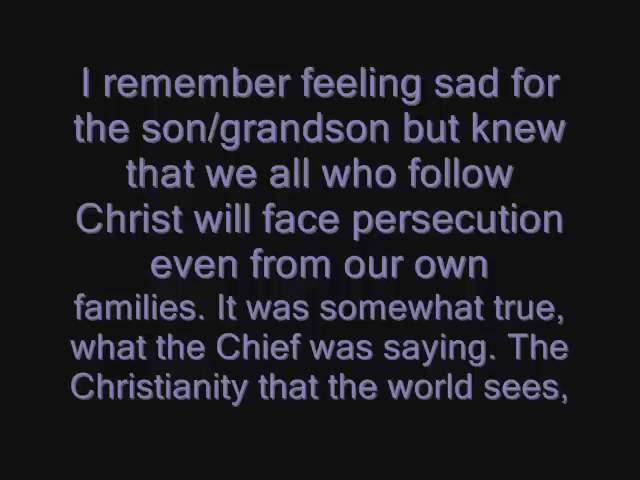 I remember feeling sad for
the son/grandson but knew
that we all who follow
Christ will face persecution
even from our own
families. It was somewhat true,
what the Chief was saying. The
Christianity that the world sees,